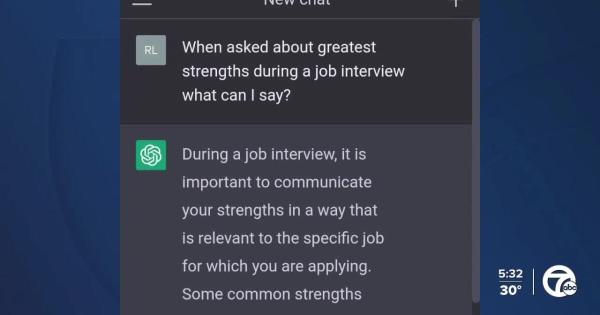 New chat
RL
When asked about greatest
strengths during a job interview
what can I say?
During a job interview, it is
important to communicate
your strengths in a way that
is relevant to the specific job
for which you are applying.
Some common strengths
5:32
30°
7
abc